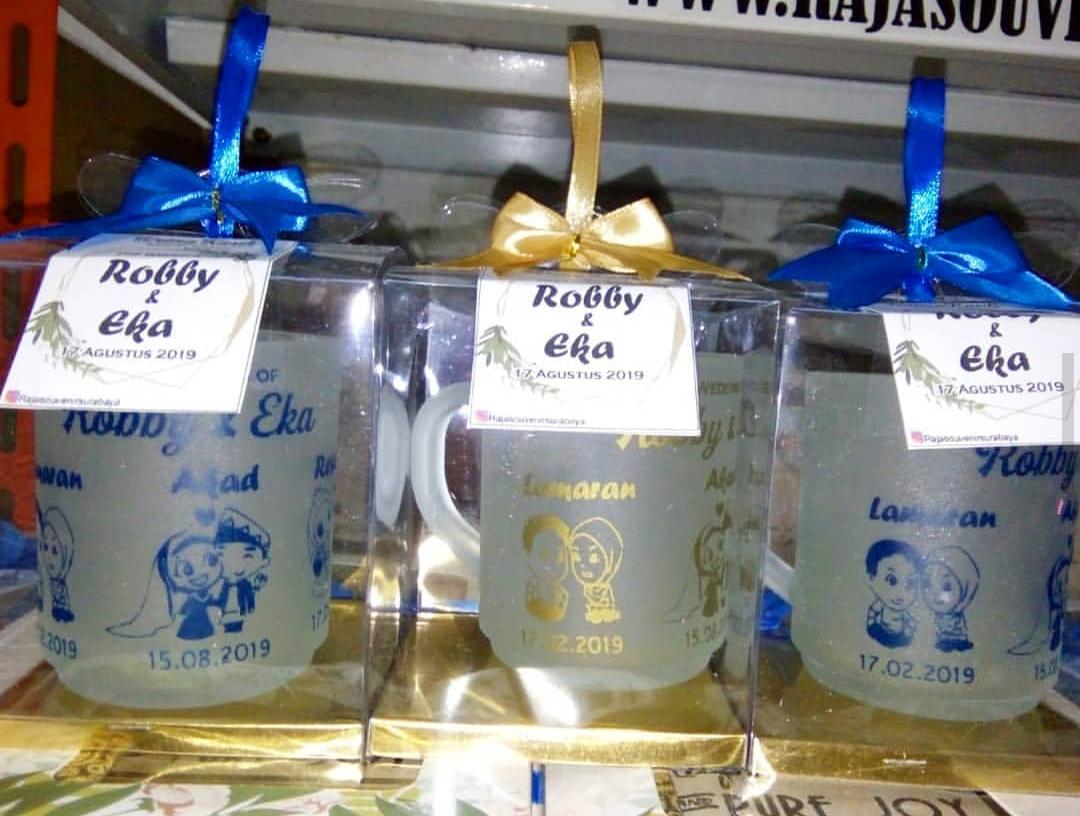 WWW.RAJASOUVE
Robby
&
Eka
17 AGUSTUS 2019
Rajasouvenirsurabaya
OF
Robby & Eka
Akad
15.08.2019
Robby
&
Eka
17 AGUSTUS 2019
Rajasouvenirsurabaya
Lamaran
17.02.2019
Robby
&
Eka
17 AGUSTUS 2019
Rajasouvenirsurabaya
Robby
Lamaran
17.02.2019
PURE JOY